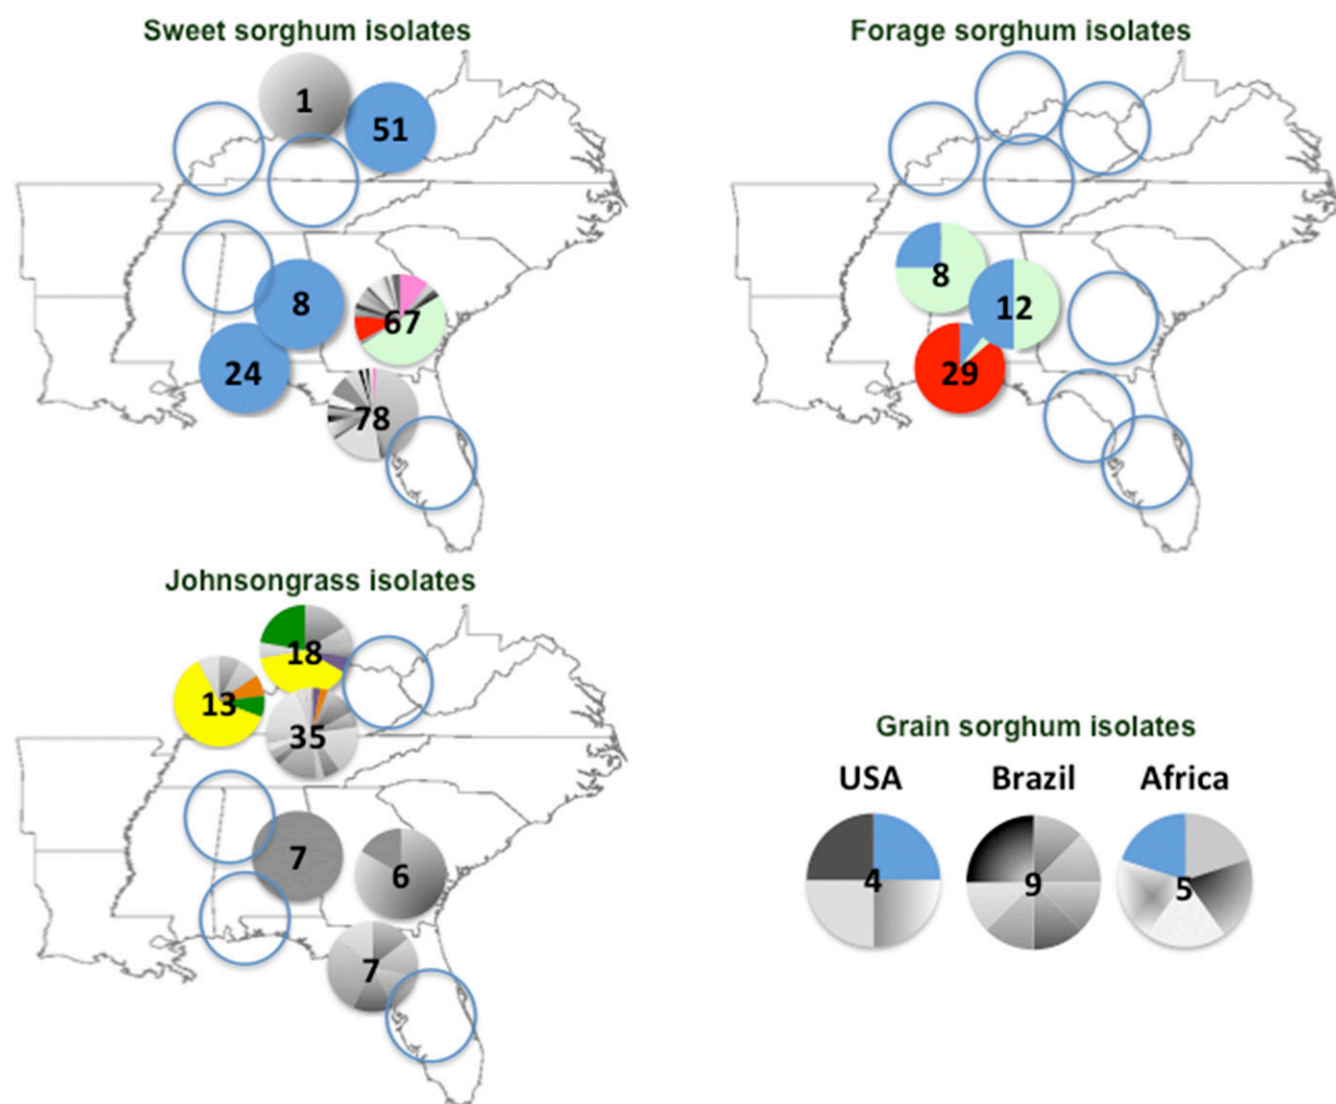 Sweet sorghum isolates
1
51
8
67
24
78
Forage sorghum isolates
8
12
29
Johnsongrass isolates
18
13
35
7
6
7
Grain sorghum isolates
USA Brazil Africa
4 9 5